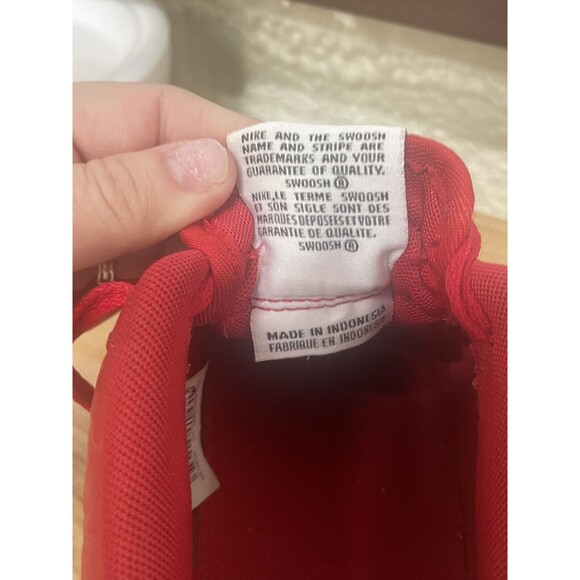 NIKE AND THE SWOOSH
NAME AND STRIPE ARE
TRADEMARKS AND YOUR
GUARANTEE OF QUALITY.
SWOOSH ®
NIKE,LE TERME SWOOSH
ET SON SIGLE SONT DES
MARQUES DEPOSEES ET VOTRE
GARANTIE DE QUALITE.
SWOOSH ®
MADE IN INDONESIA
FABRIQUE EN INDONESIE